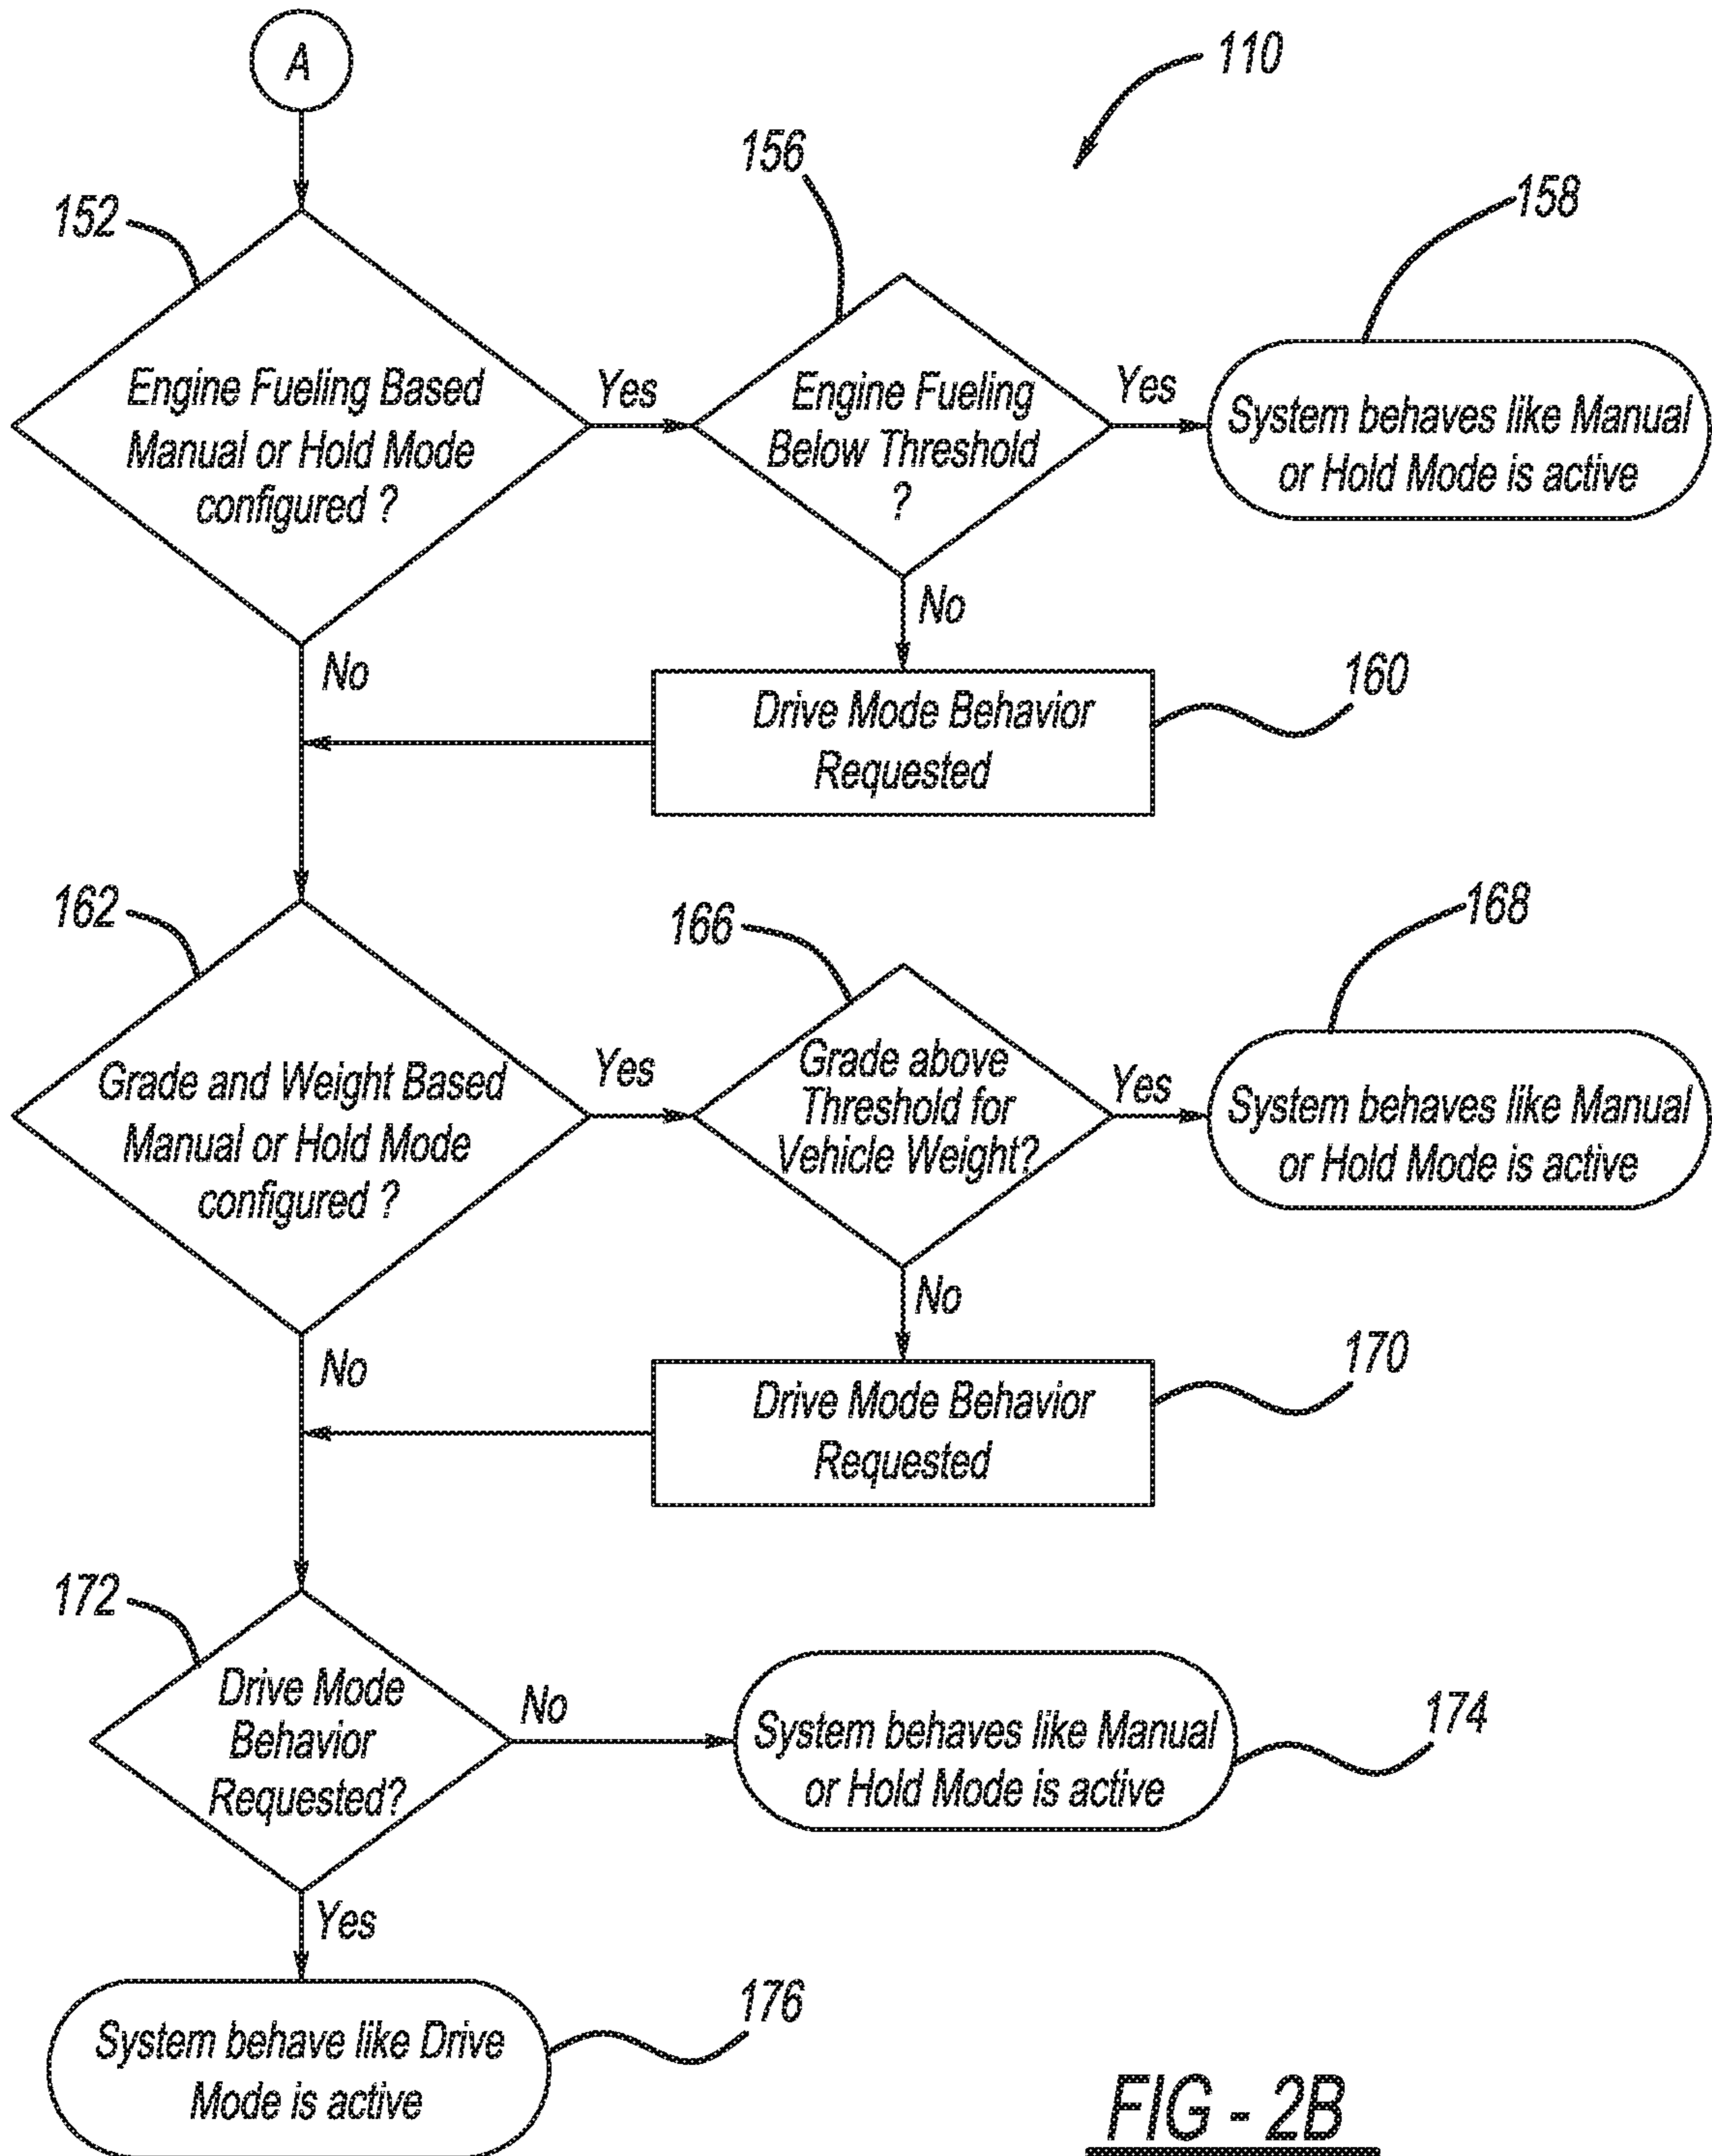 A
110
152
156
158
Engine Fueling Based
Manual or Hold Mode
configured ?
Yes
Engine Fueling
Below Threshold
?
Yes
System behaves like Manual
or Hold Mode is active
No
No
Drive Mode Behavior
Requested
160
162
166
168
Grade and Weight Based
Manual or Hold Mode
configured ?
Yes
Grade above
Threshold for
Vehicle Weight?
Yes
System behaves like Manual
or Hold Mode is active
No
No
Drive Mode Behavior
Requested
170
172
Drive Mode
Behavior
Requested?
No
System behaves like Manual
or Hold Mode is active
174
Yes
System behave like Drive
Mode is active
176
FIG - 2B